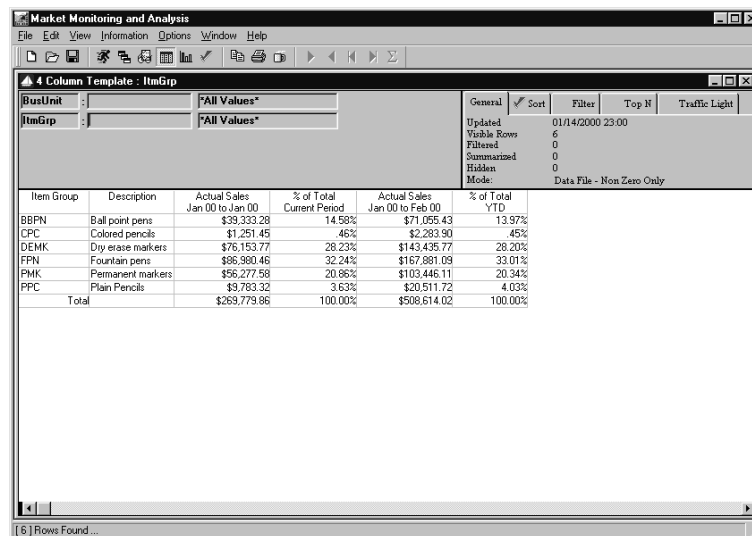 Market Monitoring and Analysis
File Edit View Information Options Window Help
4 Column Template : ItmGrp
BusUnit : *All Values*
ItmGrp : *All Values*
General Sort Filter Top N Traffic Light
Updated 01/14/2000 23:00
Visible Rows 6
Filtered 0
Summarized 0
Hidden 0
Mode: Data File - Non Zero Only
Item Group Description Actual Sales % of Total Actual Sales % of Total
Jan 00 to Jan 00 Current Period Jan 00 to Feb 00 YTD
BBPN Ball point pens $39,333.28 14.58% $71,055.43 13.97%
CPC Colored pencils $1,251.45 .46% $2,283.90 .45%
DEMK Dry erase markers $76,153.77 28.23% $143,435.77 28.20%
FPN Fountain pens $86,980.46 32.24% $167,881.09 33.01%
PMK Permanent markers $56,277.58 20.86% $103,446.11 20.34%
PPC Plain Pencils $9,783.32 3.63% $20,511.72 4.03%
Total $269,779.86 100.00% $508,614.02 100.00%
[ 6 ] Rows Found ...